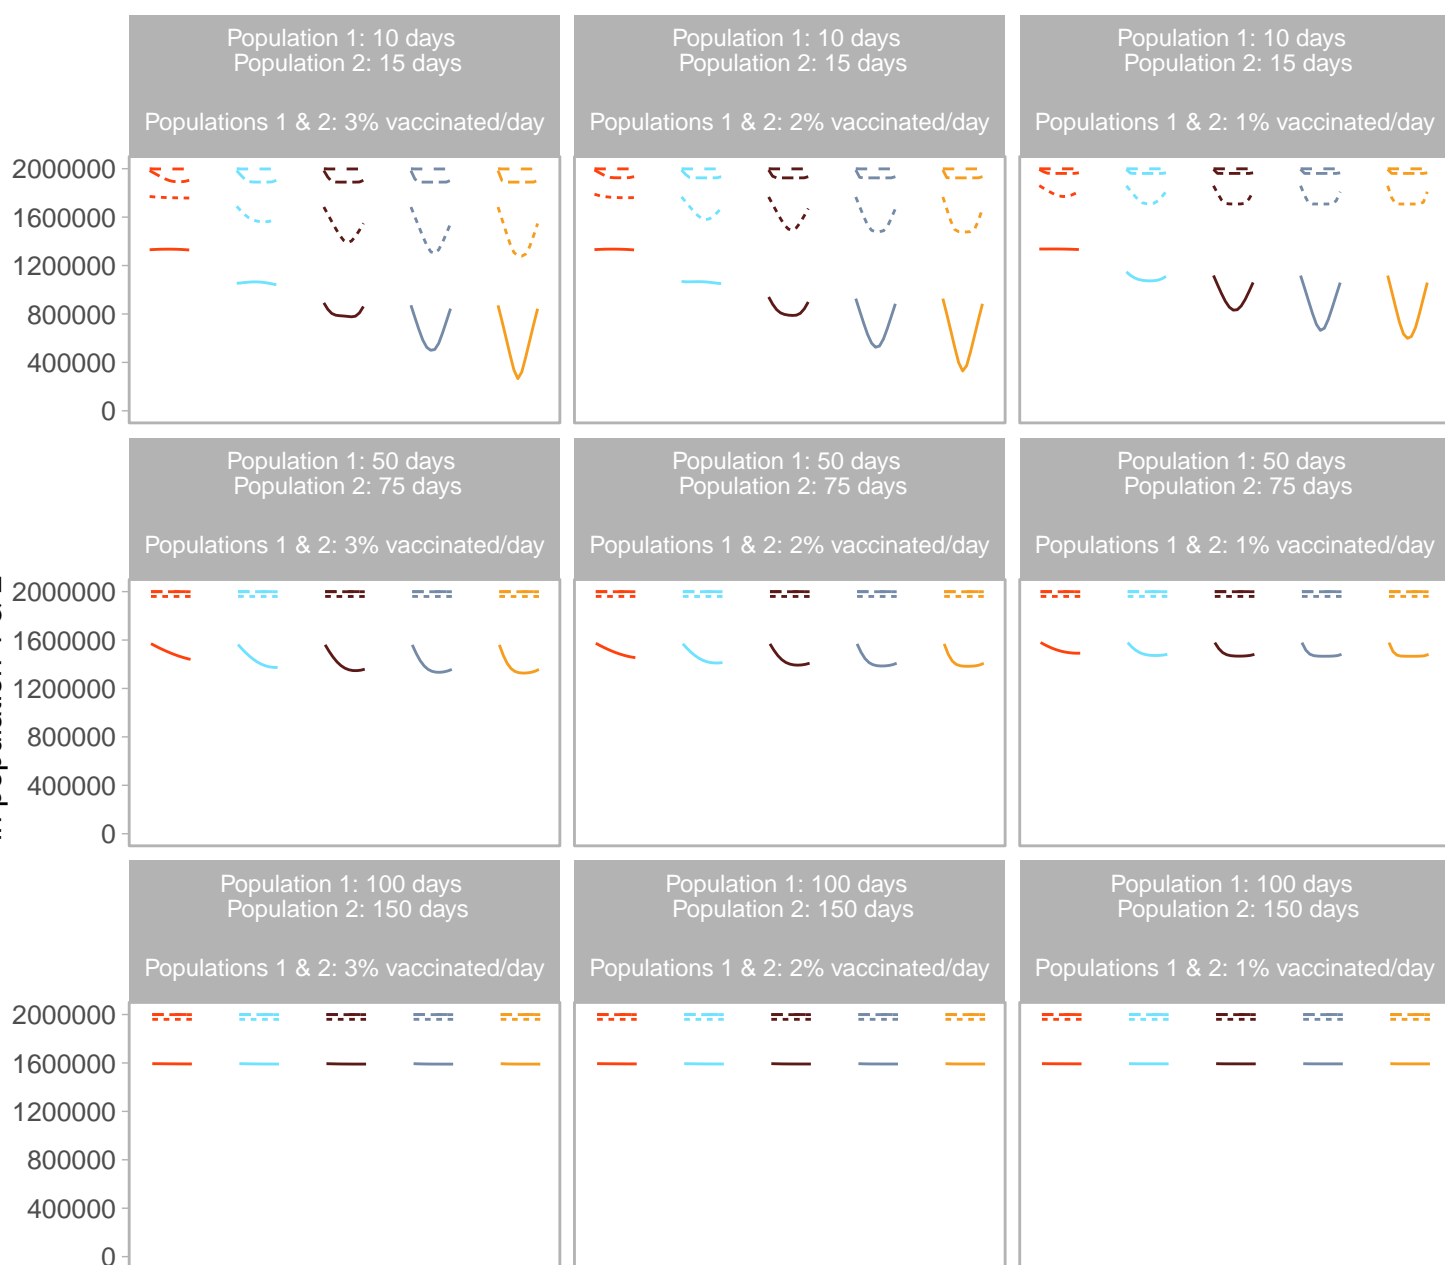 Population 1: 10 days
Population 2: 15 days
Populations 1 & 2: 3% vaccinated/day
Population 1: 10 days
Population 2: 15 days
Populations 1 & 2: 2% vaccinated/day
Population 1: 10 days
Population 2: 15 days
Populations 1 & 2: 1% vaccinated/day
2000000
1600000
1200000
800000
400000
0
Population 1: 50 days
Population 2: 75 days
Populations 1 & 2: 3% vaccinated/day
Population 1: 50 days
Population 2: 75 days
Populations 1 & 2: 2% vaccinated/day
Population 1: 50 days
Population 2: 75 days
Populations 1 & 2: 1% vaccinated/day
2000000
1600000
1200000
800000
400000
0
Population 1: 100 days
Population 2: 150 days
Populations 1 & 2: 3% vaccinated/day
Population 1: 100 days
Population 2: 150 days
Populations 1 & 2: 2% vaccinated/day
Population 1: 100 days
Population 2: 150 days
Populations 1 & 2: 1% vaccinated/day
2000000
1600000
1200000
800000
400000
0